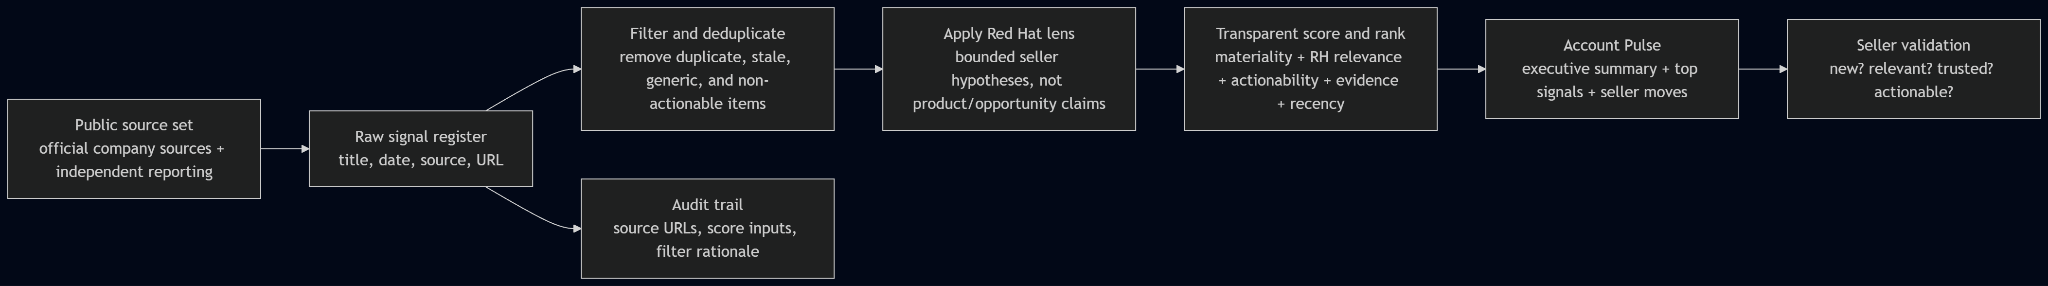 Public source set
official company sources +
independent reporting
Raw signal register
title, date, source, URL
Filter and deduplicate
remove duplicate, stale,
generic, and non-
actionable items
Audit trail
source URLs, score inputs,
filter rationale
Apply Red Hat lens
bounded seller
hypotheses, not
product/opportunity claims
Transparent score and rank
materiality + RH relevance
+ actionability + evidence
+ recency
Account Pulse
executive summary + top
signals + seller moves
Seller validation
new? relevant? trusted?
actionable?